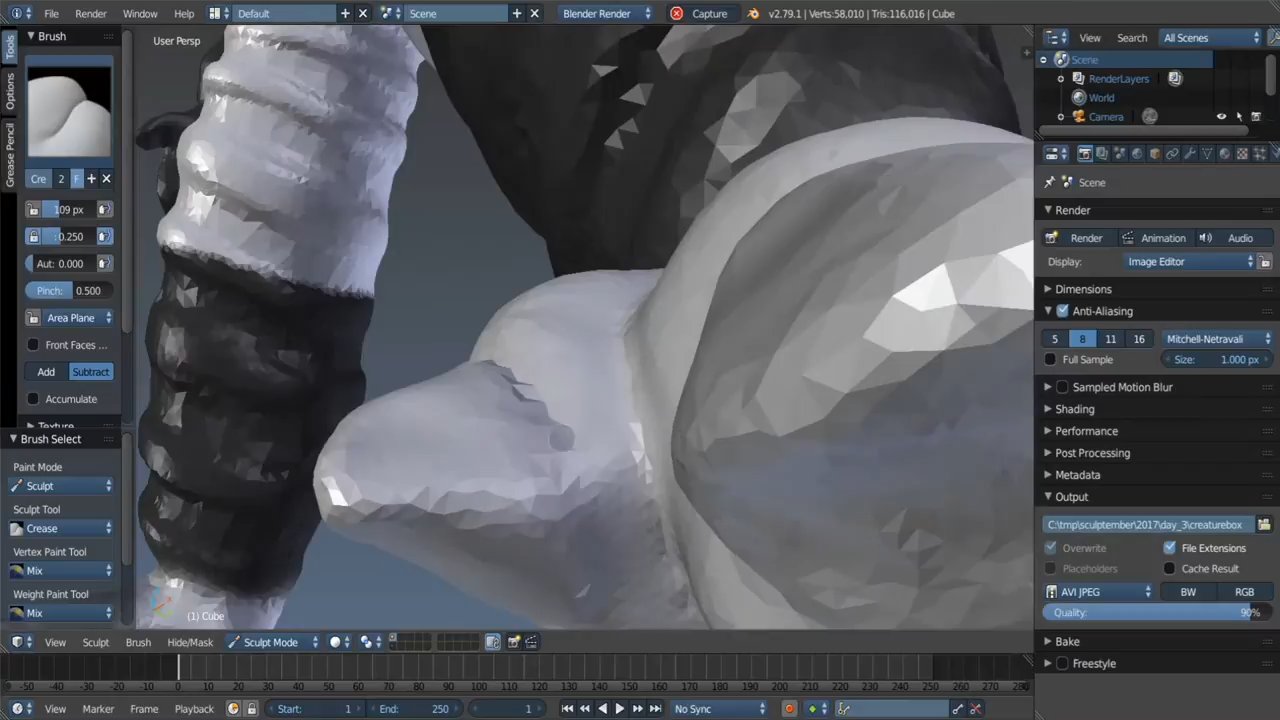 File
Render
Window
Help
Default
Scene
Blender Render
Capture
v2.79.1 | Verts:58,010 | Tris:116,016 | Cube
Tools
Options
Grease Pencil
Brush
Cre
2
F
109 px
0.250
Aut: 0.000
Pinch: 0.500
Area Plane
Front Faces ...
Add
Subtract
Accumulate
Texture
Brush Select
Paint Mode
Sculpt
Sculpt Tool
Crease
Vertex Paint Tool
Mix
Weight Paint Tool
Mix
User Persp
(1) Cube
View
Search
All Scenes
Scene
RenderLayers
World
Camera
Scene
Render
Render
Animation
Audio
Display:
Image Editor
Dimensions
Anti-Aliasing
5
8
11
16
Mitchell-Netravali
Full Sample
Size: 1.000 px
Sampled Motion Blur
Shading
Performance
Post Processing
Metadata
Output
C:\tmp\sculptember\2017\day_3\creaturebox
Overwrite
File Extensions
Placeholders
Cache Result
AVI JPEG
BW
RGB
Quality: 90%
Bake
Freestyle
View
Sculpt
Brush
Hide/Mask
Sculpt Mode
-50 -40 -30 -20 -10 0 10 20 30 40 50 60 70 80 90 100 110 120 130 140 150 160 170 180 190 200 210 220 230 240 250 260 270
View
Marker
Frame
Playback
Start: 1
End: 250
1
No Sync